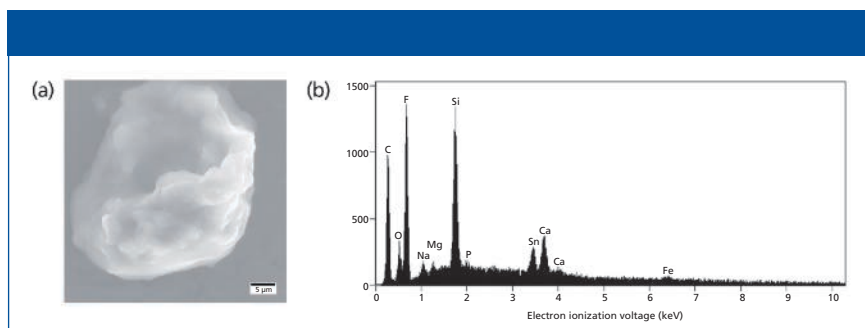 (a)
5 µm
(b)
1500
1000
500
0
C
O
F
Na
Mg
Si
P
Sn
Ca
Ca
Fe
0 1 2 3 4 5 6 7 8 9 10
Electron ionization voltage (keV)